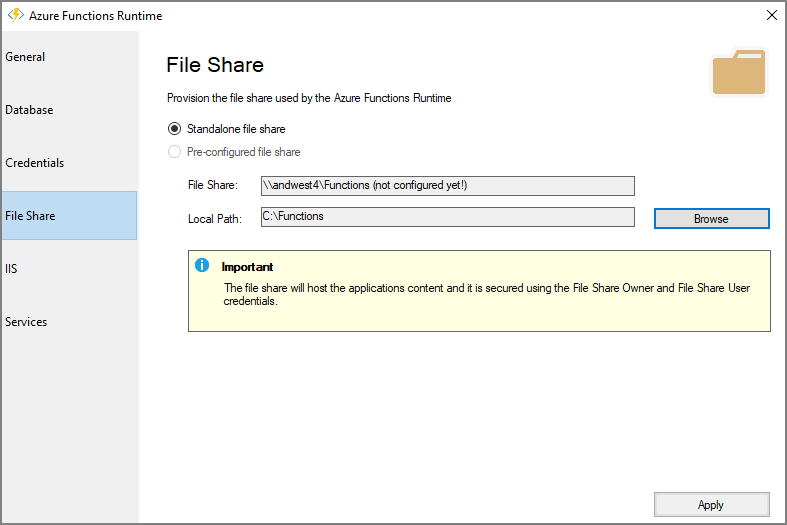 Azure Functions Runtime
General
Database
Credentials
File Share
IIS
Services
File Share
Provision the file share used by the Azure Functions Runtime
Standalone file share
Pre-configured file share
File Share: \\andwest4\Functions (not configured yet!)
Local Path: C:\Functions Browse
Important
The file share will host the applications content and it is secured using the File Share Owner and File Share User
credentials.
Apply